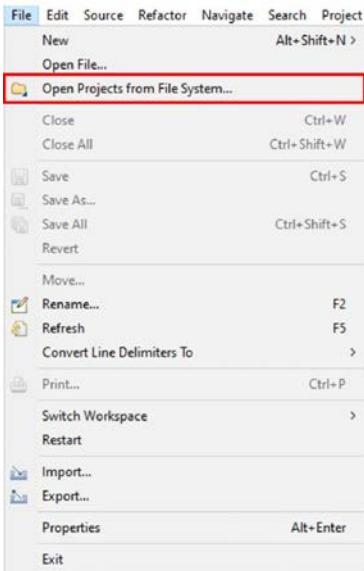 File Edit Source Refactor Navigate Search Project
New Alt+Shift+N >
Open File...
Open Projects from File System...
Close Ctrl+W
Close All Ctrl+Shift+W
Save Ctrl+S
Save As...
Save All Ctrl+Shift+S
Revert
Move...
Rename... F2
Refresh F5
Convert Line Delimiters To >
Print... Ctrl+P
Switch Workspace >
Restart
Import...
Export...
Properties Alt+Enter
Exit